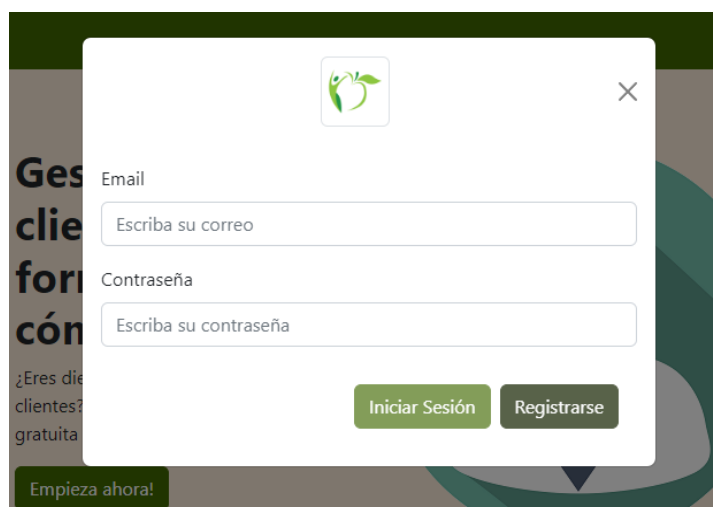 Ges
clie
for
cón
¿Eres die
clientes?
gratuita
Empieza ahora!
Email
Escriba su correo
Contraseña
Escriba su contraseña
Iniciar Sesión
Registrarse